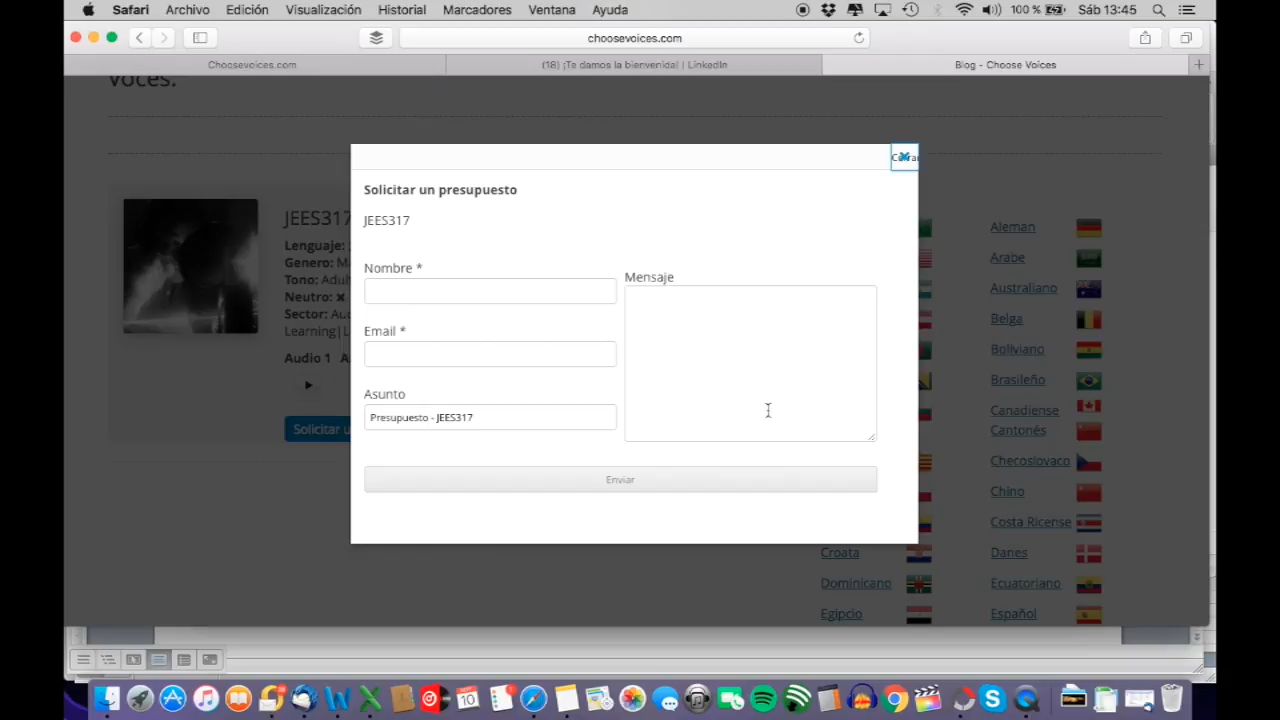 Safari Archivo Edición Visualización Historial Marcadores Ventana Ayuda 100 % Sáb 13:45
choosevoices.com
Choosevoices.com (18) ¡Te damos la bienvenida! | LinkedIn Blog - Choose Voices
voces.
Cerrar
Solicitar un presupuesto
JEES317
JEES317
Lenguaje:
Genero:
Tono:
Neutro:
Sector:
Learning|
Audio 1
Solicitar
Nombre *
Mensaje
Email *
Asunto
Presupuesto - JEES317
Enviar
Aleman
Arabe
Australiano
Belga
Boliviano
Brasileño
Canadiense
Cantonés
Checoslovaco
Chino
Costa Ricense
Croata Danes
Dominicano Ecuatoriano
Egipcio Español